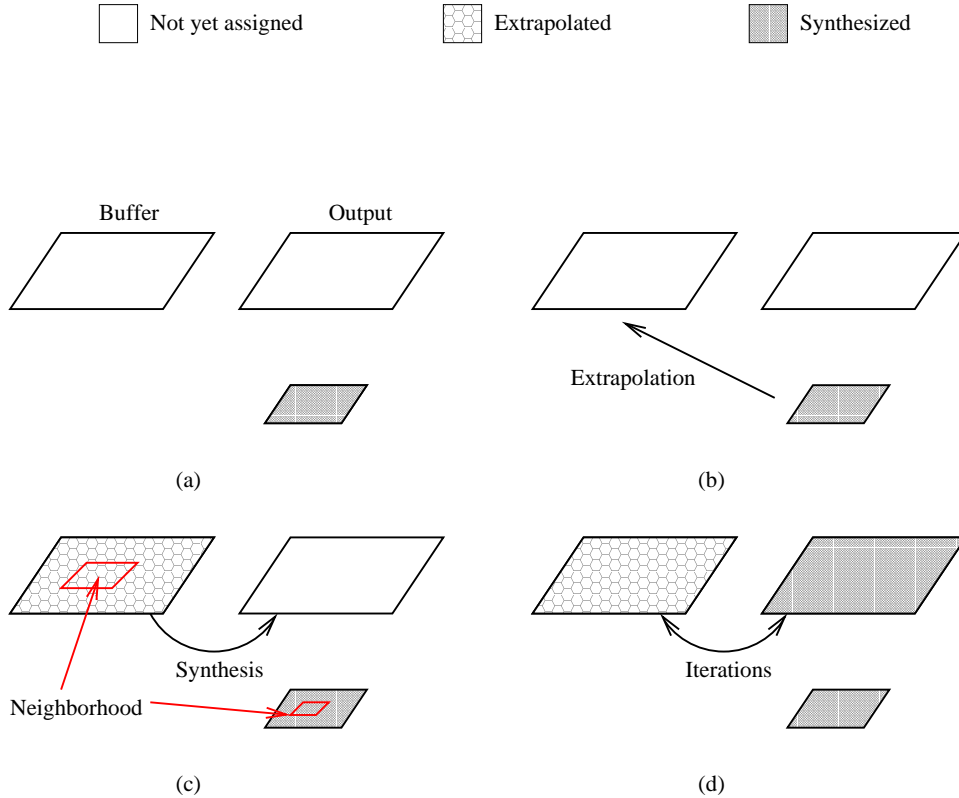 Not yet assigned
Extrapolated
Synthesized
Buffer
Output
Extrapolation
(a)
(b)
Synthesis
Iterations
Neighborhood
(c)
(d)